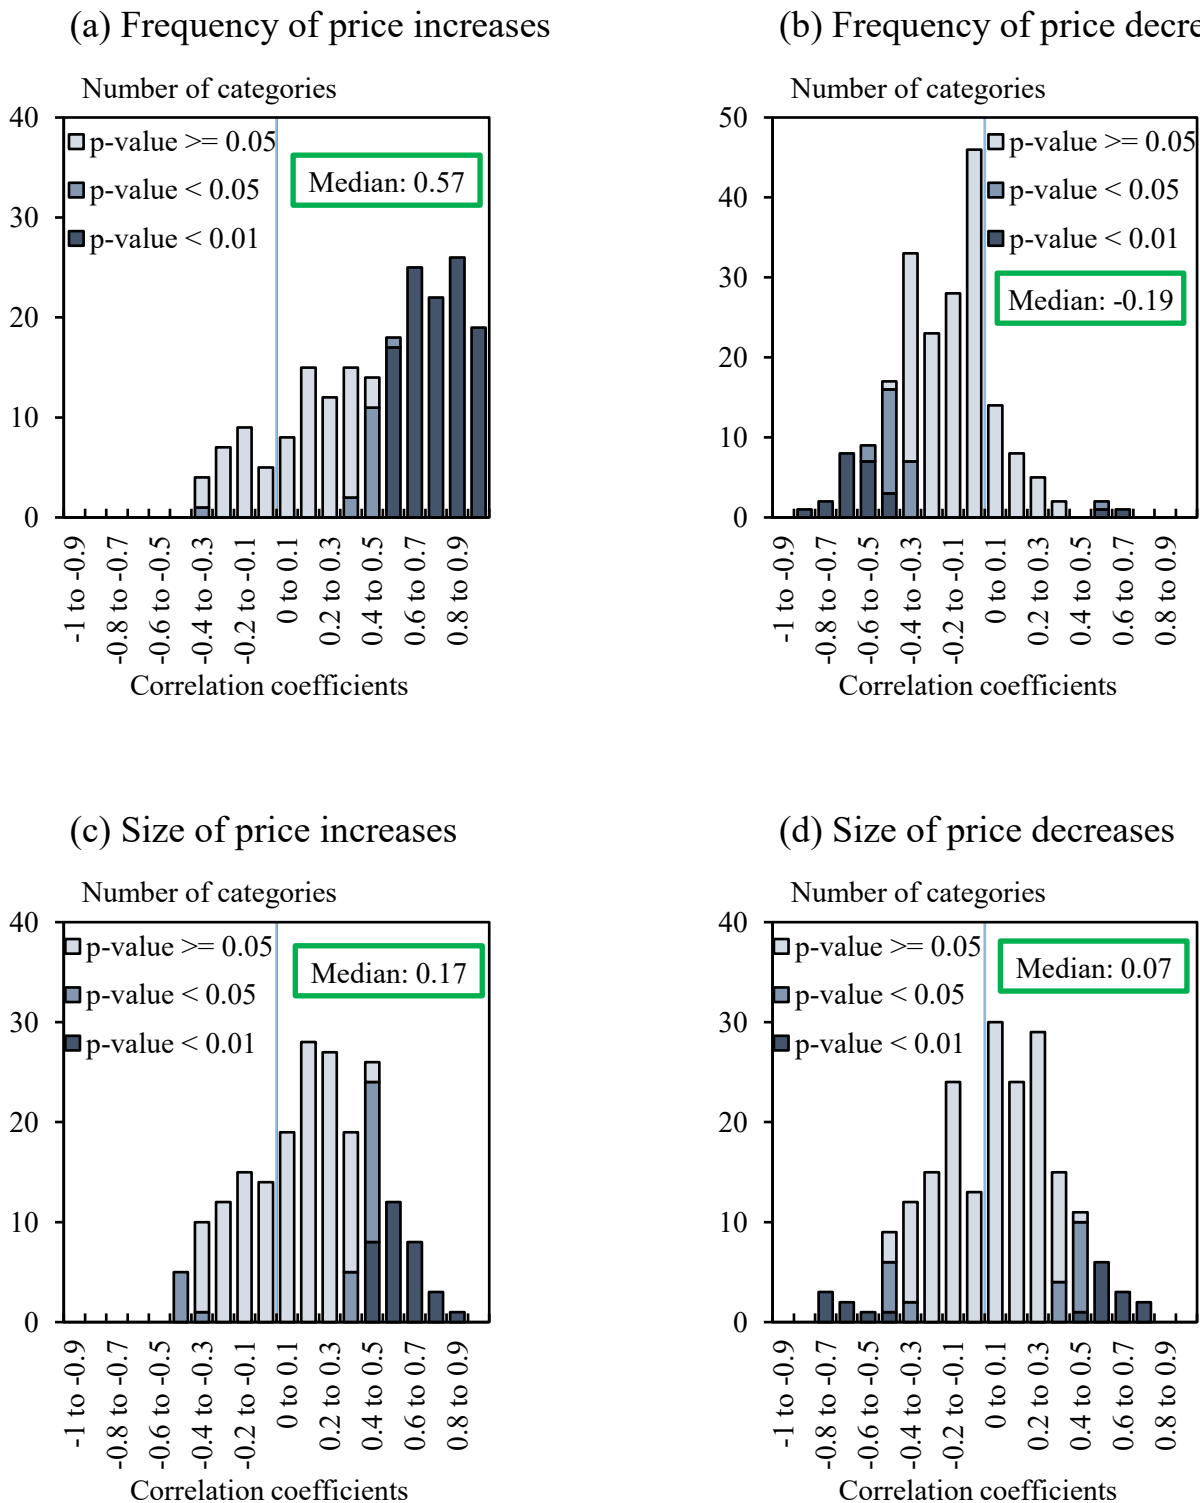 (a) Frequency of price increases
Number of categories
40
30
20
10
0
p-value >= 0.05
p-value < 0.05
p-value < 0.01
Median: 0.57
-1 to -0.9
-0.8 to -0.7
-0.6 to -0.5
-0.4 to -0.3
-0.2 to -0.1
0 to 0.1
0.2 to 0.3
0.4 to 0.5
0.6 to 0.7
0.8 to 0.9
Correlation coefficients
(b) Frequency of price decre
Number of categories
50
40
30
20
10
0
p-value >= 0.05
p-value < 0.05
p-value < 0.01
Median: -0.19
-1 to -0.9
-0.8 to -0.7
-0.6 to -0.5
-0.4 to -0.3
-0.2 to -0.1
0 to 0.1
0.2 to 0.3
0.4 to 0.5
0.6 to 0.7
0.8 to 0.9
Correlation coefficients
(c) Size of price increases
Number of categories
40
30
20
10
0
p-value >= 0.05
p-value < 0.05
p-value < 0.01
Median: 0.17
-1 to -0.9
-0.8 to -0.7
-0.6 to -0.5
-0.4 to -0.3
-0.2 to -0.1
0 to 0.1
0.2 to 0.3
0.4 to 0.5
0.6 to 0.7
0.8 to 0.9
Correlation coefficients
(d) Size of price decreases
Number of categories
40
30
20
10
0
p-value >= 0.05
p-value < 0.05
p-value < 0.01
Median: 0.07
-1 to -0.9
-0.8 to -0.7
-0.6 to -0.5
-0.4 to -0.3
-0.2 to -0.1
0 to 0.1
0.2 to 0.3
0.4 to 0.5
0.6 to 0.7
0.8 to 0.9
Correlation coefficients